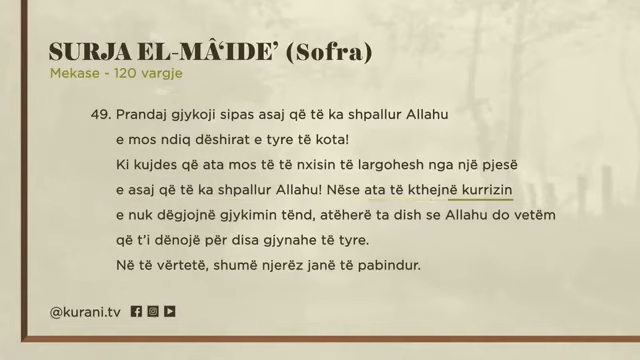 SURJA EL-MÂ‘IDE’ (Sofra)
Mekase - 120 vargje
49. Prandaj gjykoji sipas asaj që të ka shpallur Allahu
e mos ndiq dëshirat e tyre të kota!
Ki kujdes që ata mos të të nxisin të largohesh nga një pjesë
e asaj që të ka shpallur Allahu! Nëse ata të kthejnë kurrizin
e nuk dëgjojnë gjykimin tënd, atëherë ta dish se Allahu do vetëm
që t’i dënojë për disa gjynahe të tyre.
Në të vërtetë, shumë njerëz janë të pabindur.
@kurani.tv